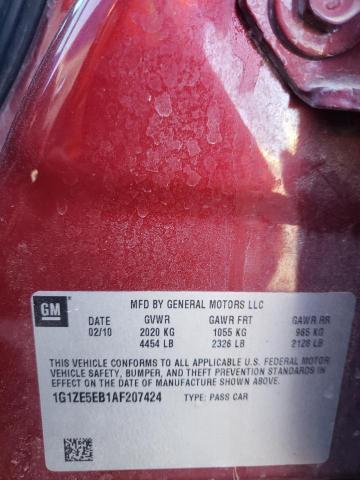 GM
MFD BY GENERAL MOTORS LLC
DATE GVWR GAWR FRT GAWR RR
02/10 2020 KG 1055 KG 965 KG
4454 LB 2326 LB 2128 LB
THIS VEHICLE CONFORMS TO ALL APPLICABLE U.S. FEDERAL MOTOR
VEHICLE SAFETY, BUMPER, AND THEFT PREVENTION STANDARDS
IN EFFECT ON THE DATE OF MANUFACTURE SHOWN ABOVE.
1G1ZE5EB1AF207424 TYPE: PASS CAR